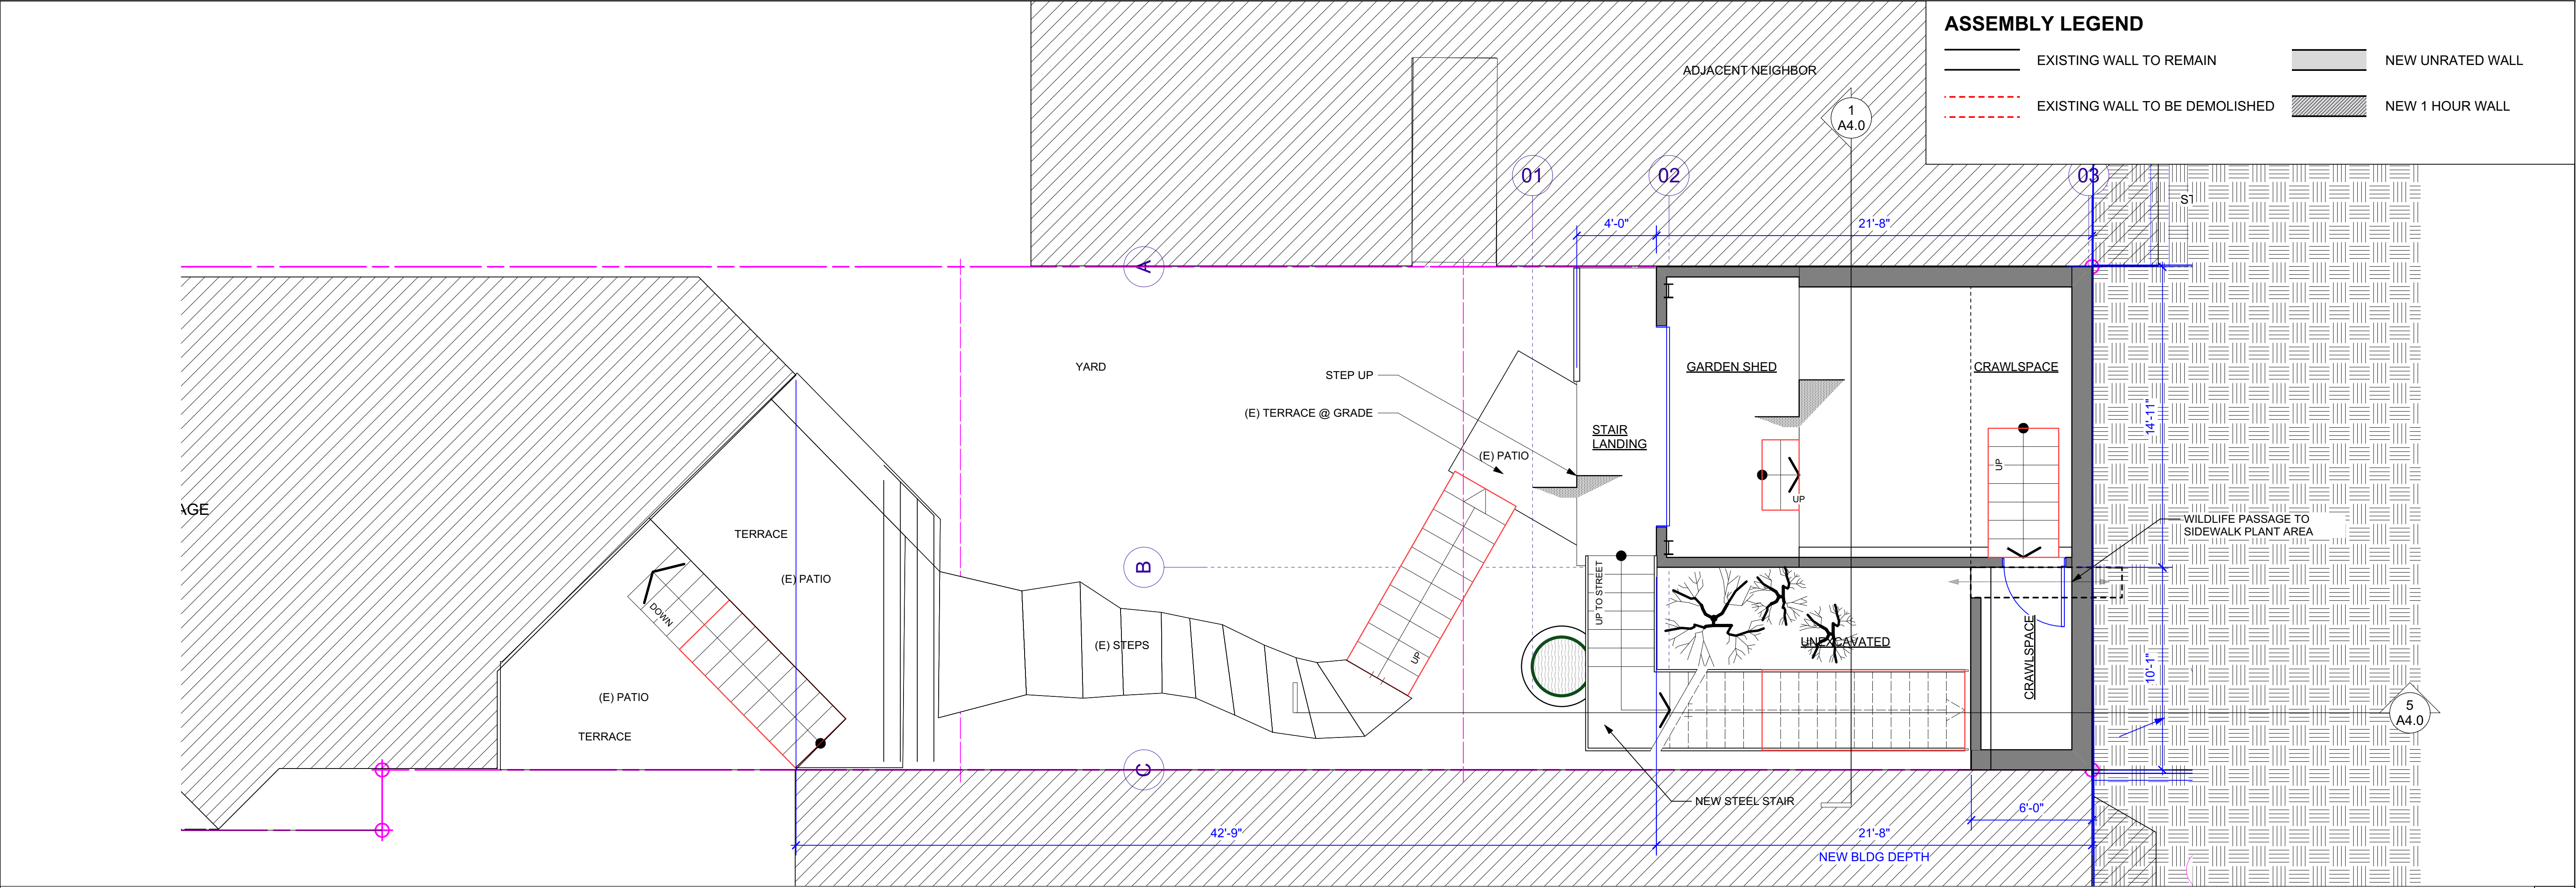 ASSEMBLY LEGEND
EXISTING WALL TO REMAIN
NEW UNRATED WALL
EXISTING WALL TO BE DEMOLISHED
NEW 1 HOUR WALL
ADJACENT NEIGHBOR
1
A4.0
01
02
03
ST
4'-0"
21'-8"
A
YARD
STEP UP
(E) TERRACE @ GRADE
GARDEN SHED
CRAWLSPACE
STAIR
LANDING
(E) PATIO
14'-11"
UP
UP
AGE
TERRACE
WILDLIFE PASSAGE TO
SIDEWALK PLANT AREA
B
(E) PATIO
UP TO STREET
DOWN
(E) STEPS
UP
UNEXCAVATED
CRAWLSPACE
10'-1"
(E) PATIO
TERRACE
5
A4.0
C
NEW STEEL STAIR
6'-0"
42'-9"
21'-8"
NEW BLDG DEPTH